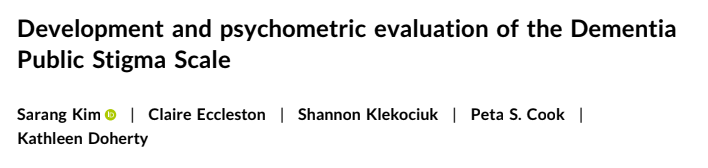 Development and psychometric evaluation of the Dementia
Public Stigma Scale
Sarang Kim | Claire Eccleston | Shannon Klekociuk | Peta S. Cook |
Kathleen Doherty